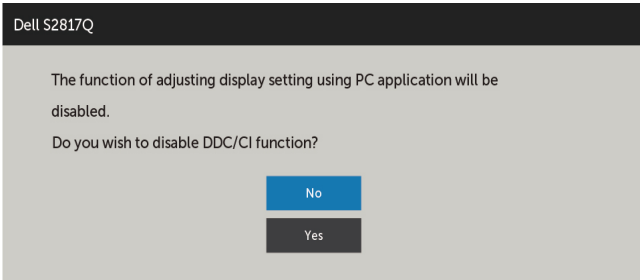 Dell S2817Q
The function of adjusting display setting using PC application will be
disabled.
Do you wish to disable DDC/CI function?
No
Yes